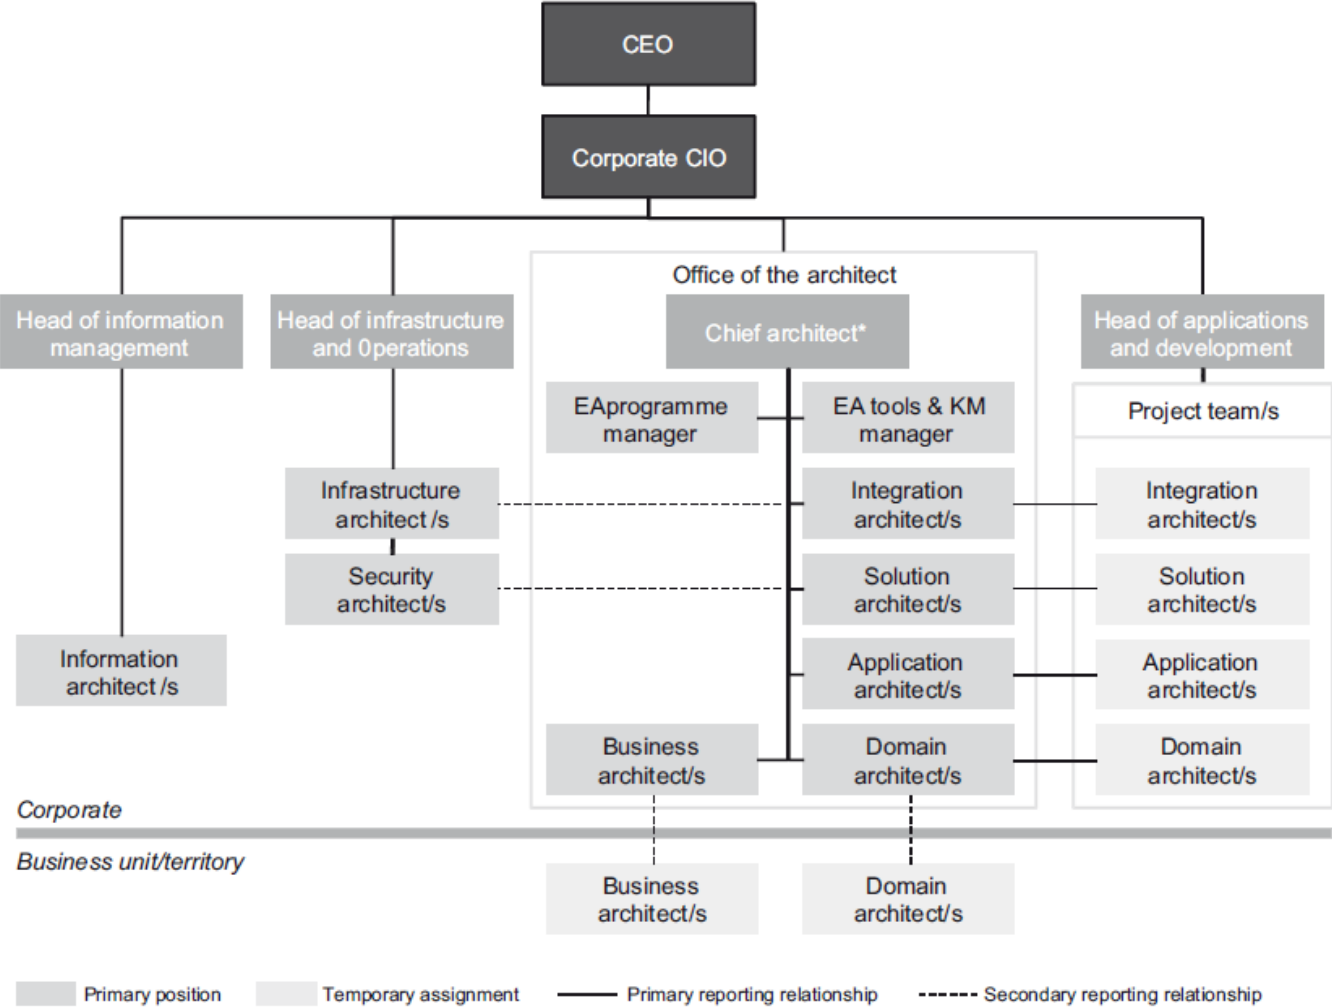 CEO
Corporate CIO
Office of the architect
Head of information
management
Head of infrastructure
and 0perations
Chief architect*
Head of applications
and development
EAprogramme
manager
EA tools & KM
manager
Project team/s
Infrastructure
architect /s
Integration
architect/s
Integration
architect/s
Security
architect/s
Solution
architect/s
Solution
architect/s
Information
architect /s
Application
architect/s
Application
architect/s
Business
architect/s
Domain
architect/s
Domain
architect/s
Corporate
Business unit/territory
Business
architect/s
Domain
architect/s
Primary position
Temporary assignment
Primary reporting relationship
Secondary reporting relationship